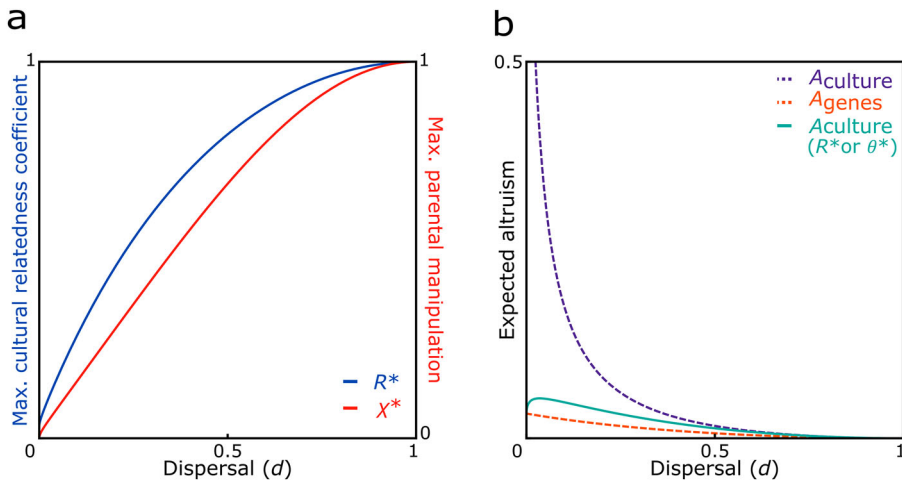 a
Max. cultural relatedness coefficient
1
0
0.5
1
Dispersal (d)
1
0
Max. parental manipulation
R*
χ*
b
Expected altruism
0.5
0
0.5
1
Dispersal (d)
Aculture
Agenes
Aculture
(R*or θ*)